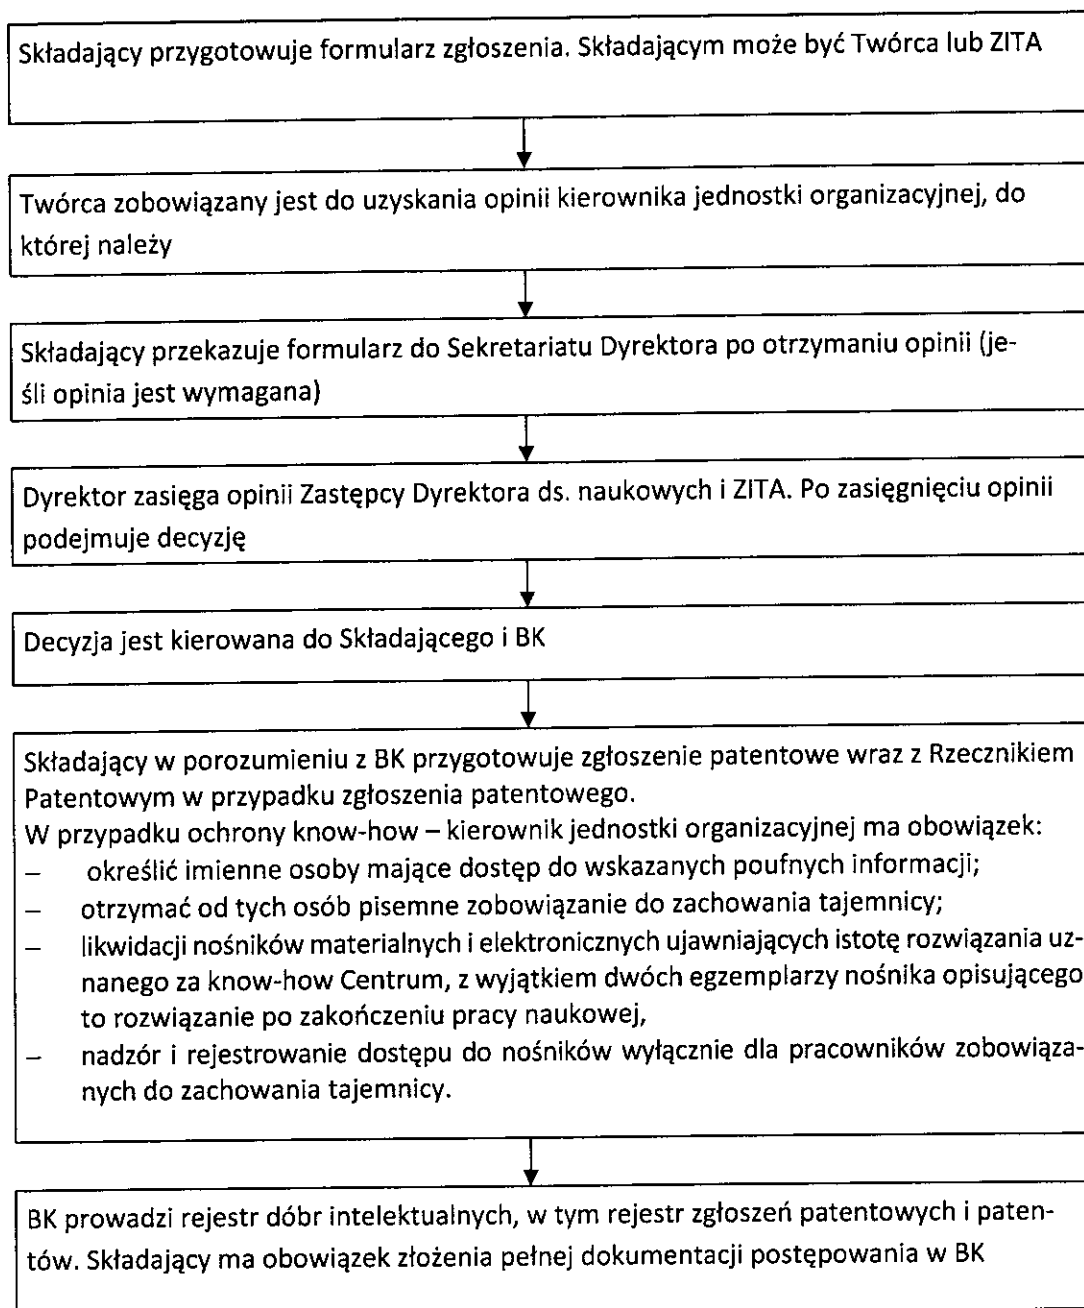 Składający przygotowuje formularz zgłoszenia. Składającym może być Twórca lub ZITA
Twórca zobowiązany jest do uzyskania opinii kierownika jednostki organizacyjnej, do
której należy
Składający przekazuje formularz do Sekretariatu Dyrektora po otrzymaniu opinii (je-
śli opinia jest wymagana)
Dyrektor zasięga opinii Zastępcy Dyrektora ds. naukowych i ZITA. Po zasięgnięciu opinii
podejmuje decyzję
Decyzja jest kierowana do Składającego i BK
Składający w porozumieniu z BK przygotowuje zgłoszenie patentowe wraz z Rzecznikiem
Patentowym w przypadku zgłoszenia patentowego.
W przypadku ochrony know-how – kierownik jednostki organizacyjnej ma obowiązek:
– określić imienne osoby mające dostęp do wskazanych poufnych informacji;
– otrzymać od tych osób pisemne zobowiązanie do zachowania tajemnicy;
– likwidacji nośników materialnych i elektronicznych ujawniających istotę rozwiązania uz-
nanego za know-how Centrum, z wyjątkiem dwóch egzemplarzy nośnika opisującego
to rozwiązanie po zakończeniu pracy naukowej,
– nadzór i rejestrowanie dostępu do nośników wyłącznie dla pracowników zobowiąza-
nych do zachowania tajemnicy.
BK prowadzi rejestr dóbr intelektualnych, w tym rejestr zgłoszeń patentowych i paten-
tów. Składający ma obowiązek złożenia pełnej dokumentacji postępowania w BK